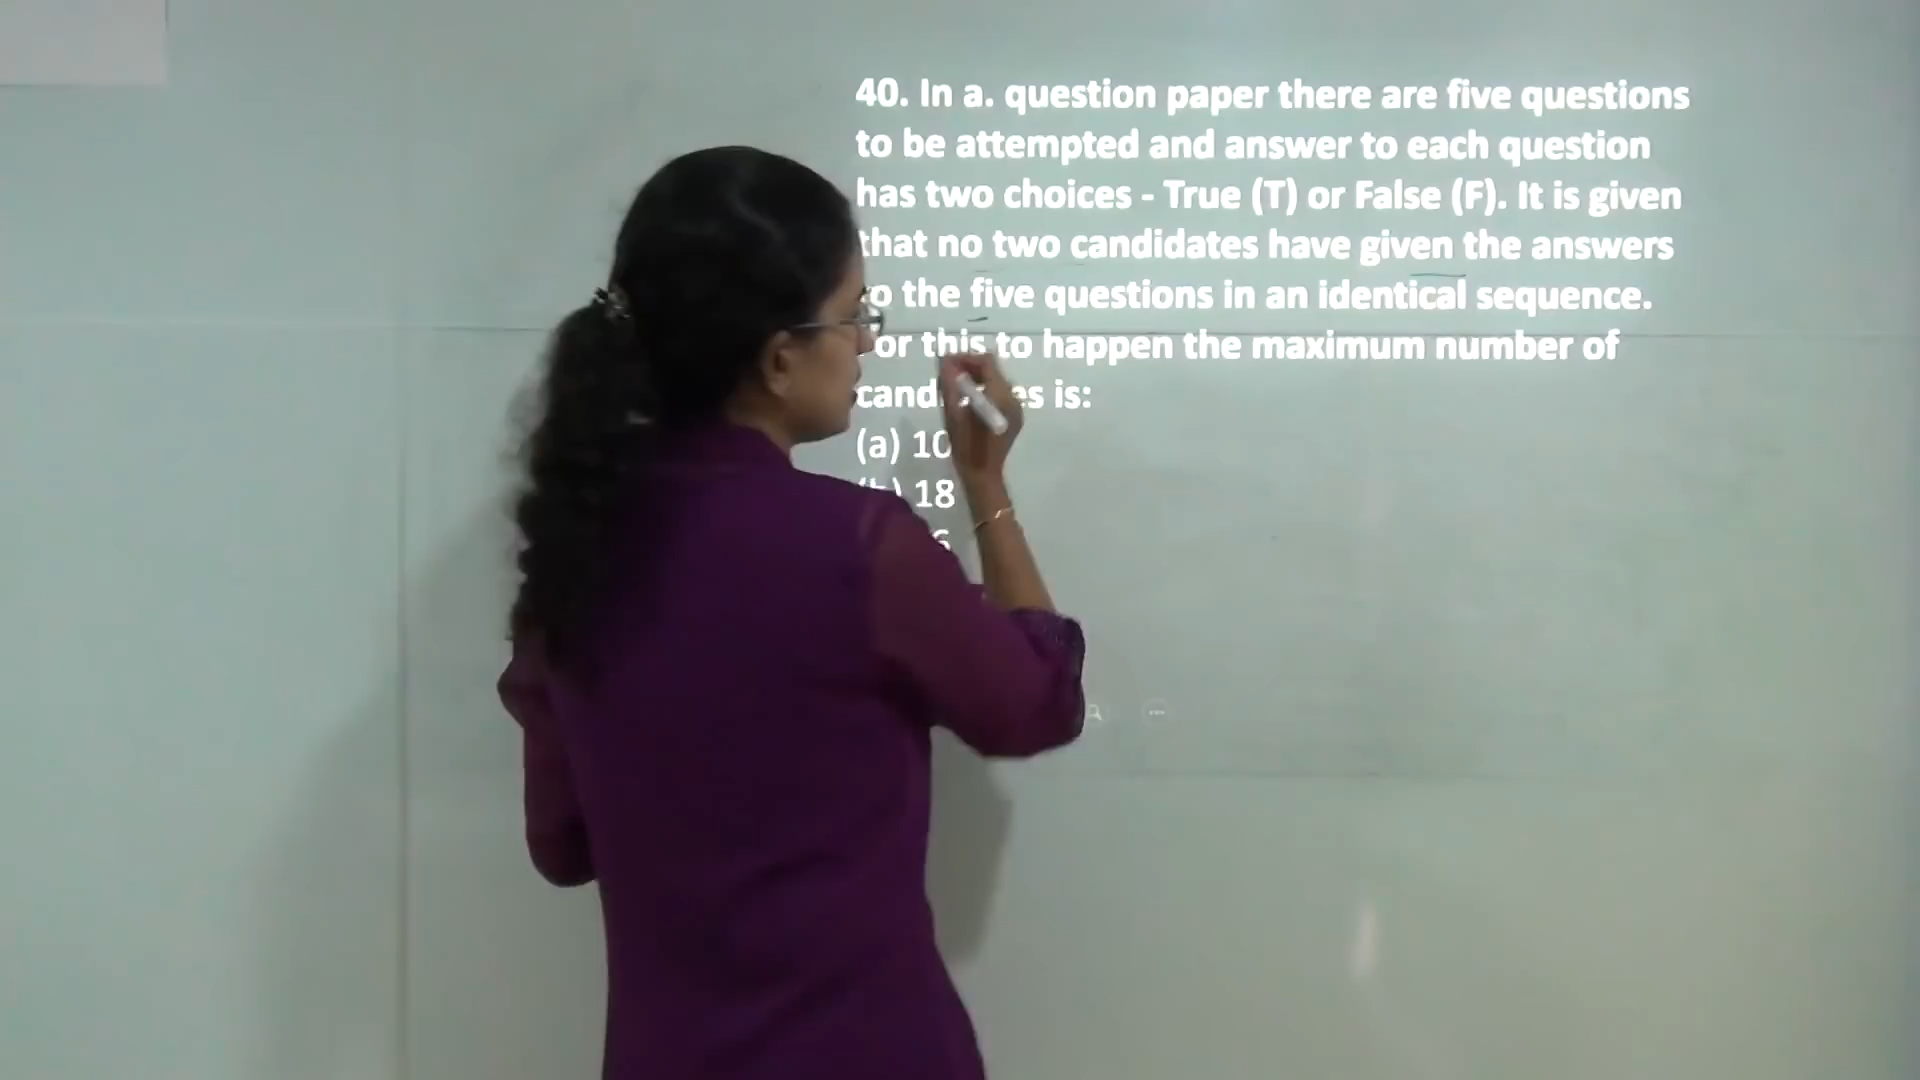 40. In a. question paper there are five questions
to be attempted and answer to each question
has two choices - True (T) or False (F). It is given
that no two candidates have given the answers
the five questions in an identical sequence.
this to happen the maximum number of
is:
(a) 10
18